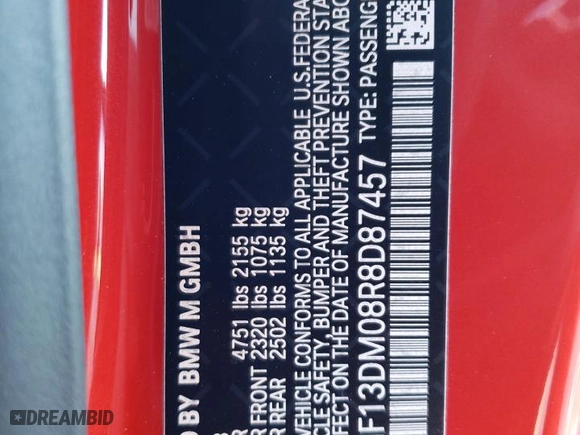 D BY BMW M GMBH
R 4751 lbs 2155 kg
R FRONT 2320 lbs 1075 kg
R REAR 2502 lbs 1135 kg
VEHICLE CONFORMS TO ALL APPLICABLE U.S.FEDERA
CLE SAFETY, BUMPER AND THEFT PREVENTION STA
FFECT ON THE DATE OF MANUFACTURE SHOWN ABO
F13DM08R8D87457 TYPE: PASSENGE
DREAMBID